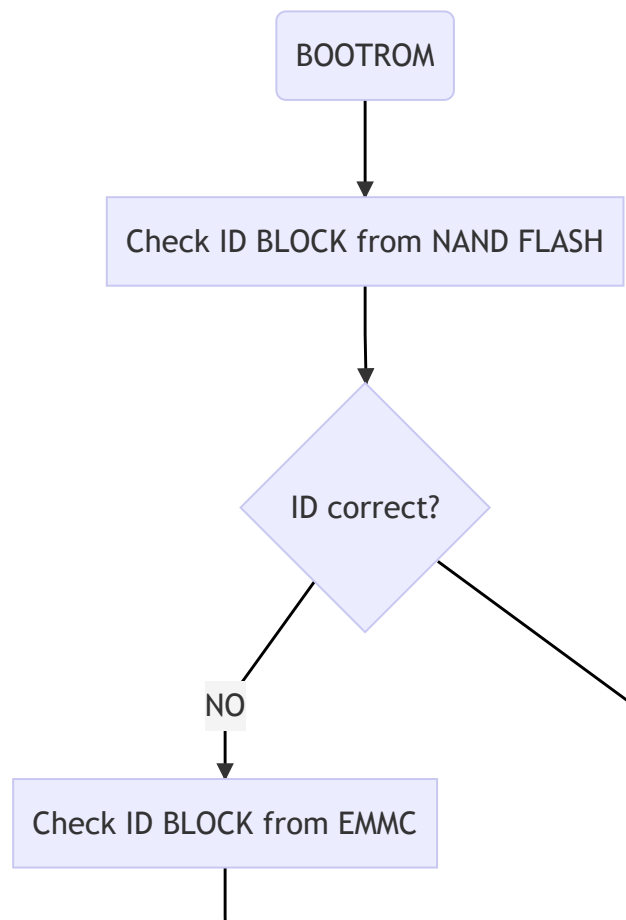 BOOTROM
Check ID BLOCK from NAND FLASH
ID correct?
NO
Check ID BLOCK from EMMC